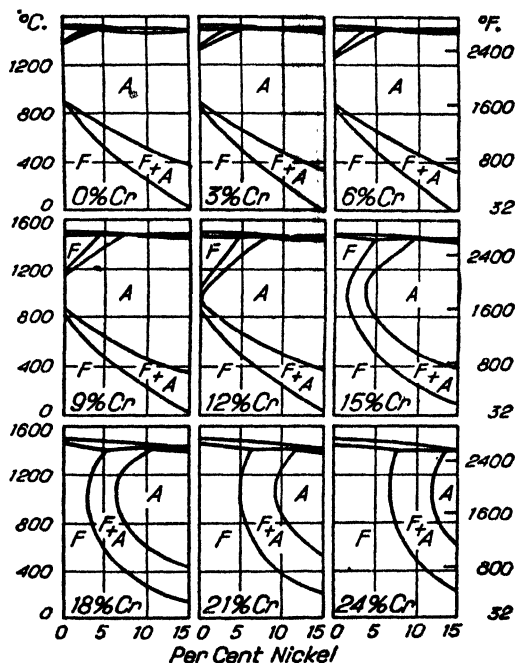 °C. °F.
1200 A A A 2400
800 1600
400 F F+A F F+A F F+A 800
0 0%Cr 3%Cr 6%Cr 32
1600
1200 F F F 2400
A A A
800 1600
400 F F+A F F+A F F+A 800
0 9%Cr 12%Cr 15%Cr 32
1600
1200 2400
A A A
800 F F+A F F+A F F+A 1600
400 800
0 18%Cr 21%Cr 24%Cr 32
0 5 10 15 0 5 10 15 0 5 10 15
Per Cent Nickel